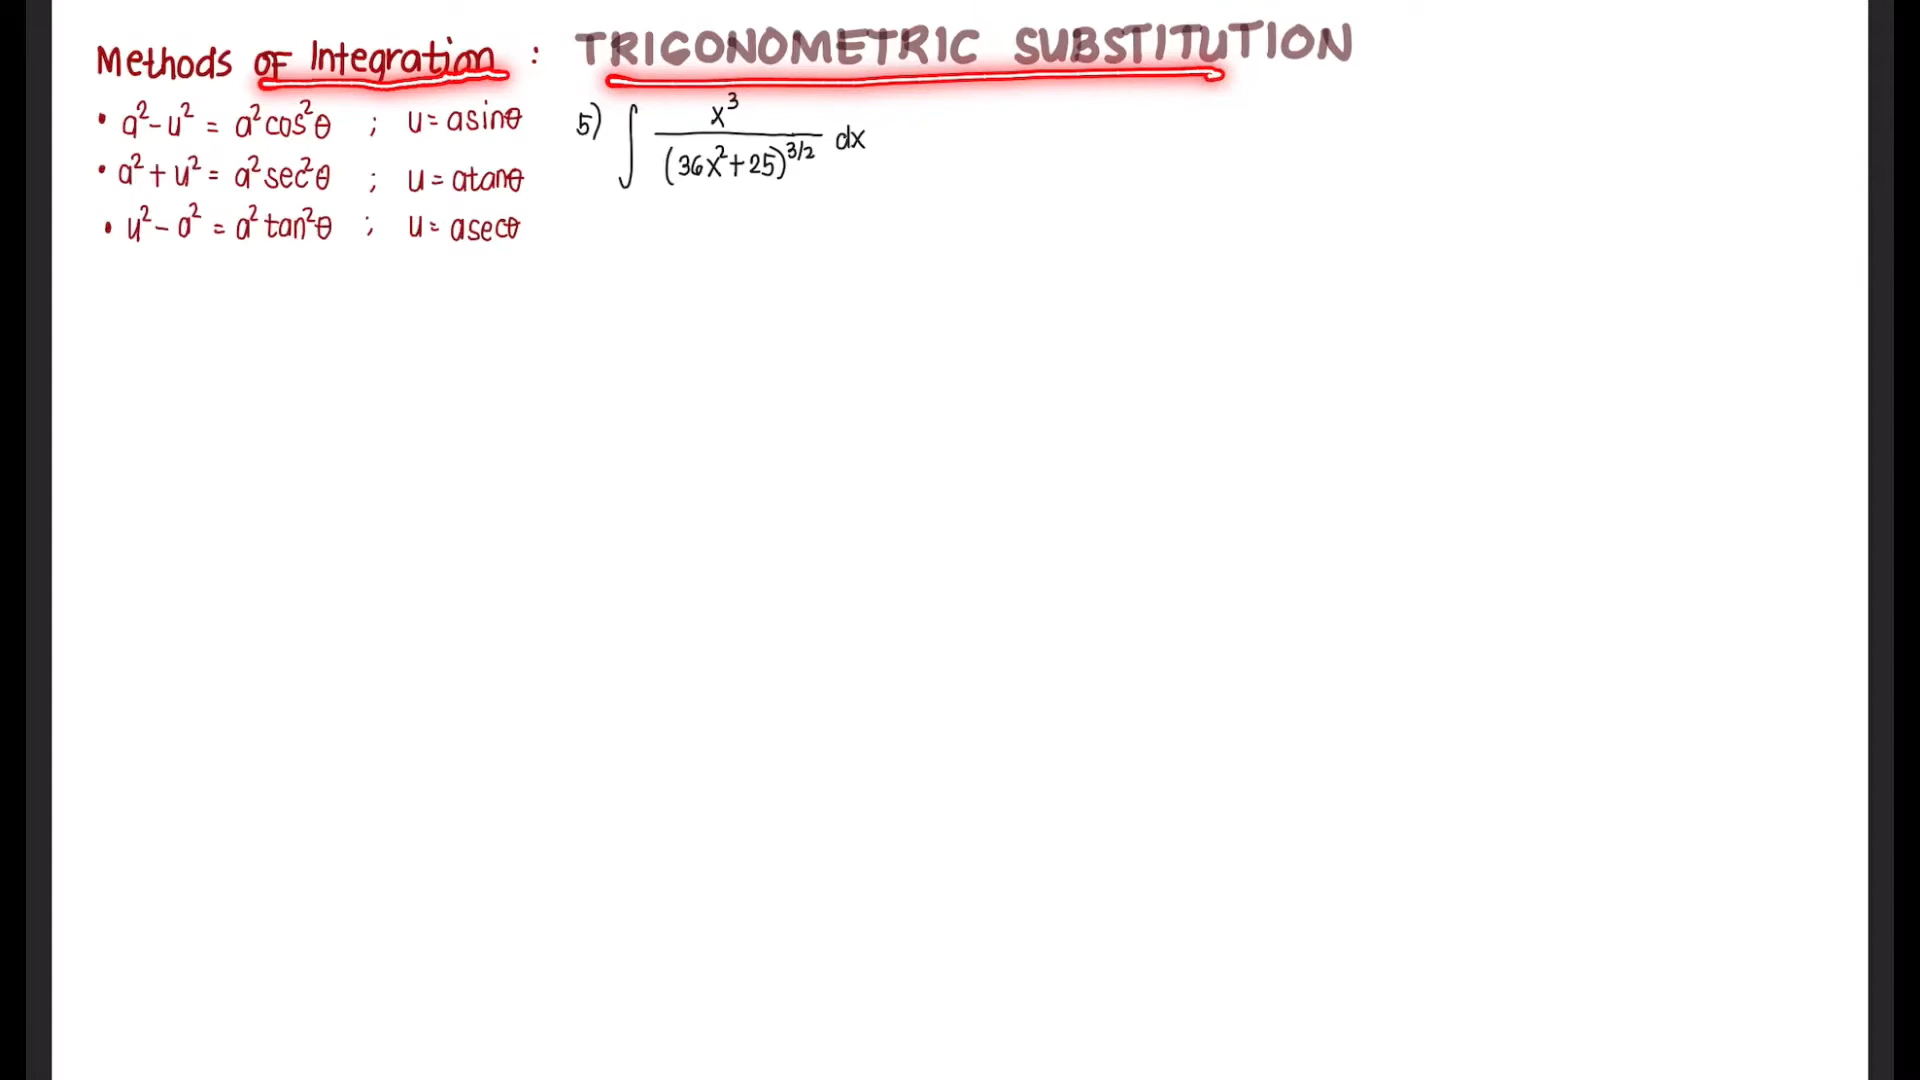 Methods of Integration : TRIGONOMETRIC SUBSTITUTION
• a²-u² = a²cos²θ ; u= asinθ
• a²+u² = a²sec²θ ; u= atanθ
• u²-a² = a²tan²θ ; u= asecθ
5) ∫ x³/(36x²+25)^3/2 dx